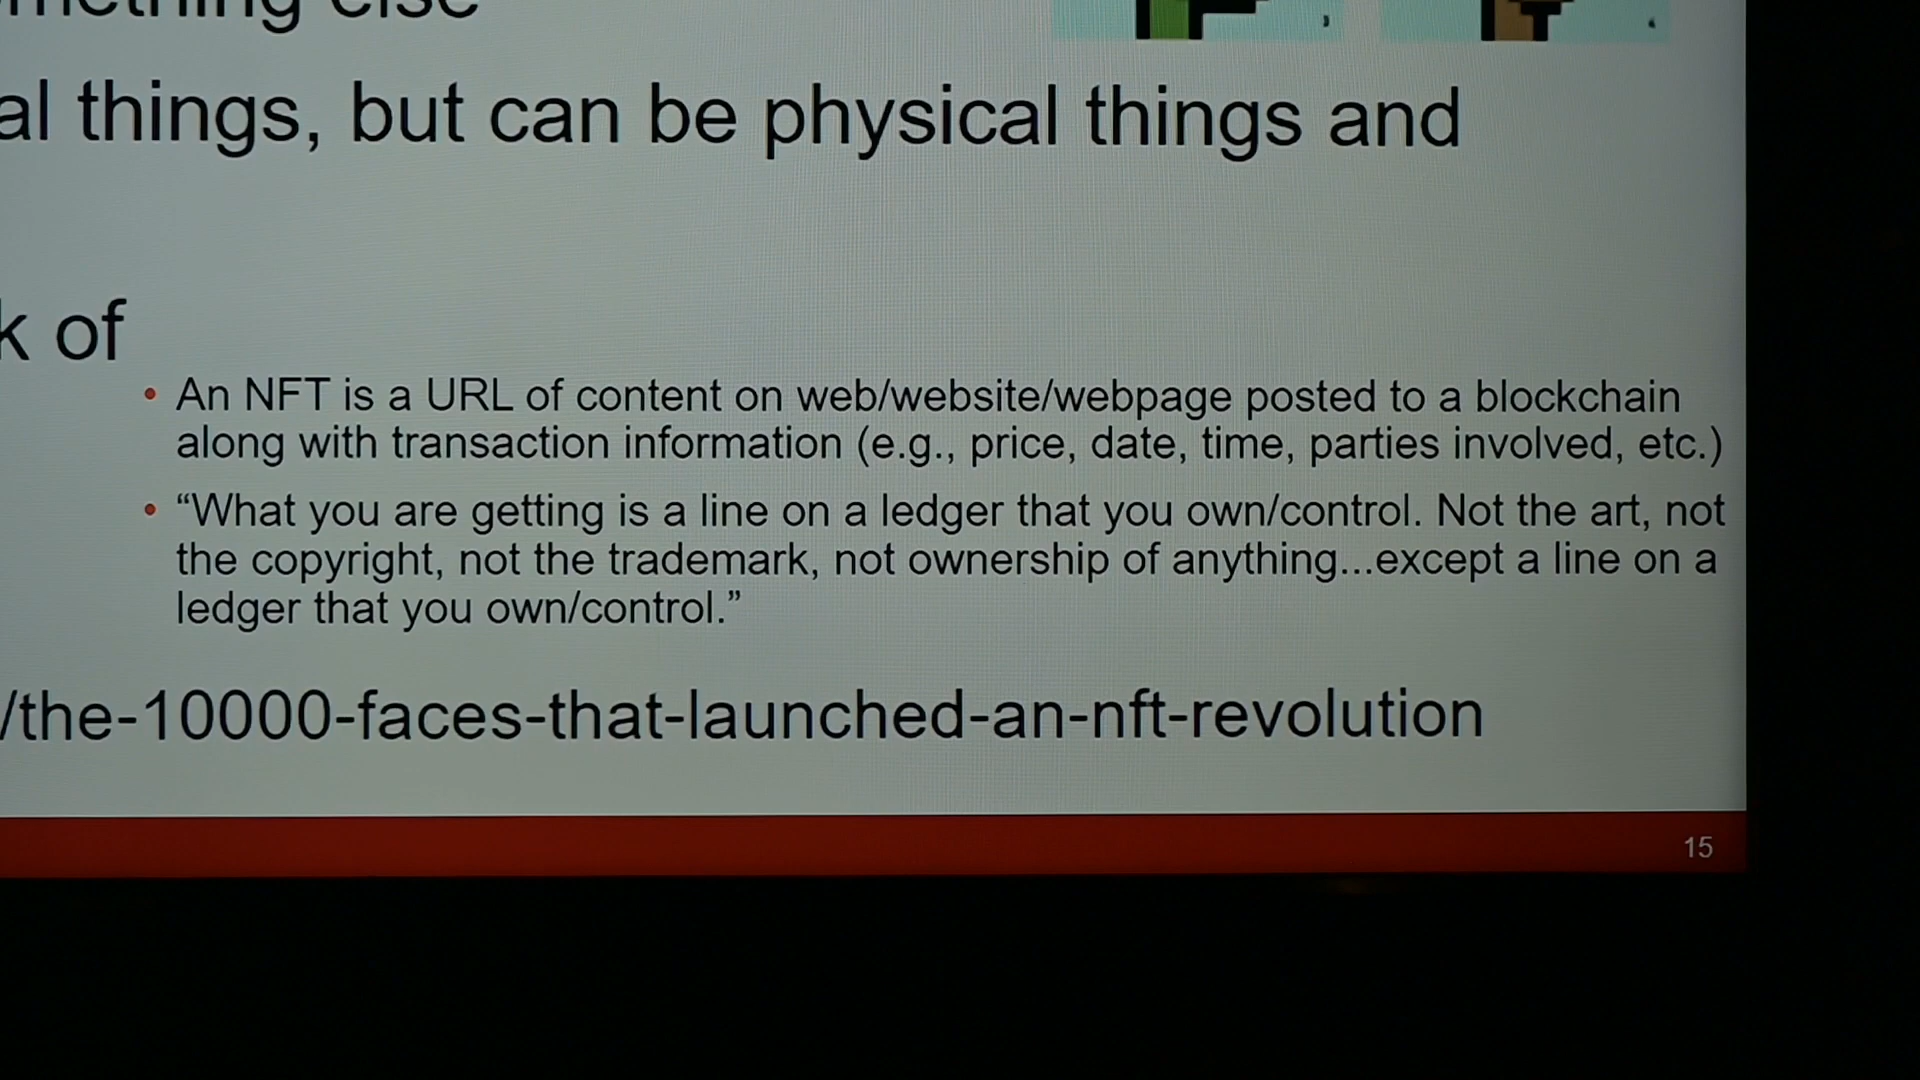 something else
al things, but can be physical things and
k of
• An NFT is a URL of content on web/website/webpage posted to a blockchain
along with transaction information (e.g., price, date, time, parties involved, etc.)
• “What you are getting is a line on a ledger that you own/control. Not the art, not
the copyright, not the trademark, not ownership of anything...except a line on a
ledger that you own/control.”
/the-10000-faces-that-launched-an-nft-revolution
15